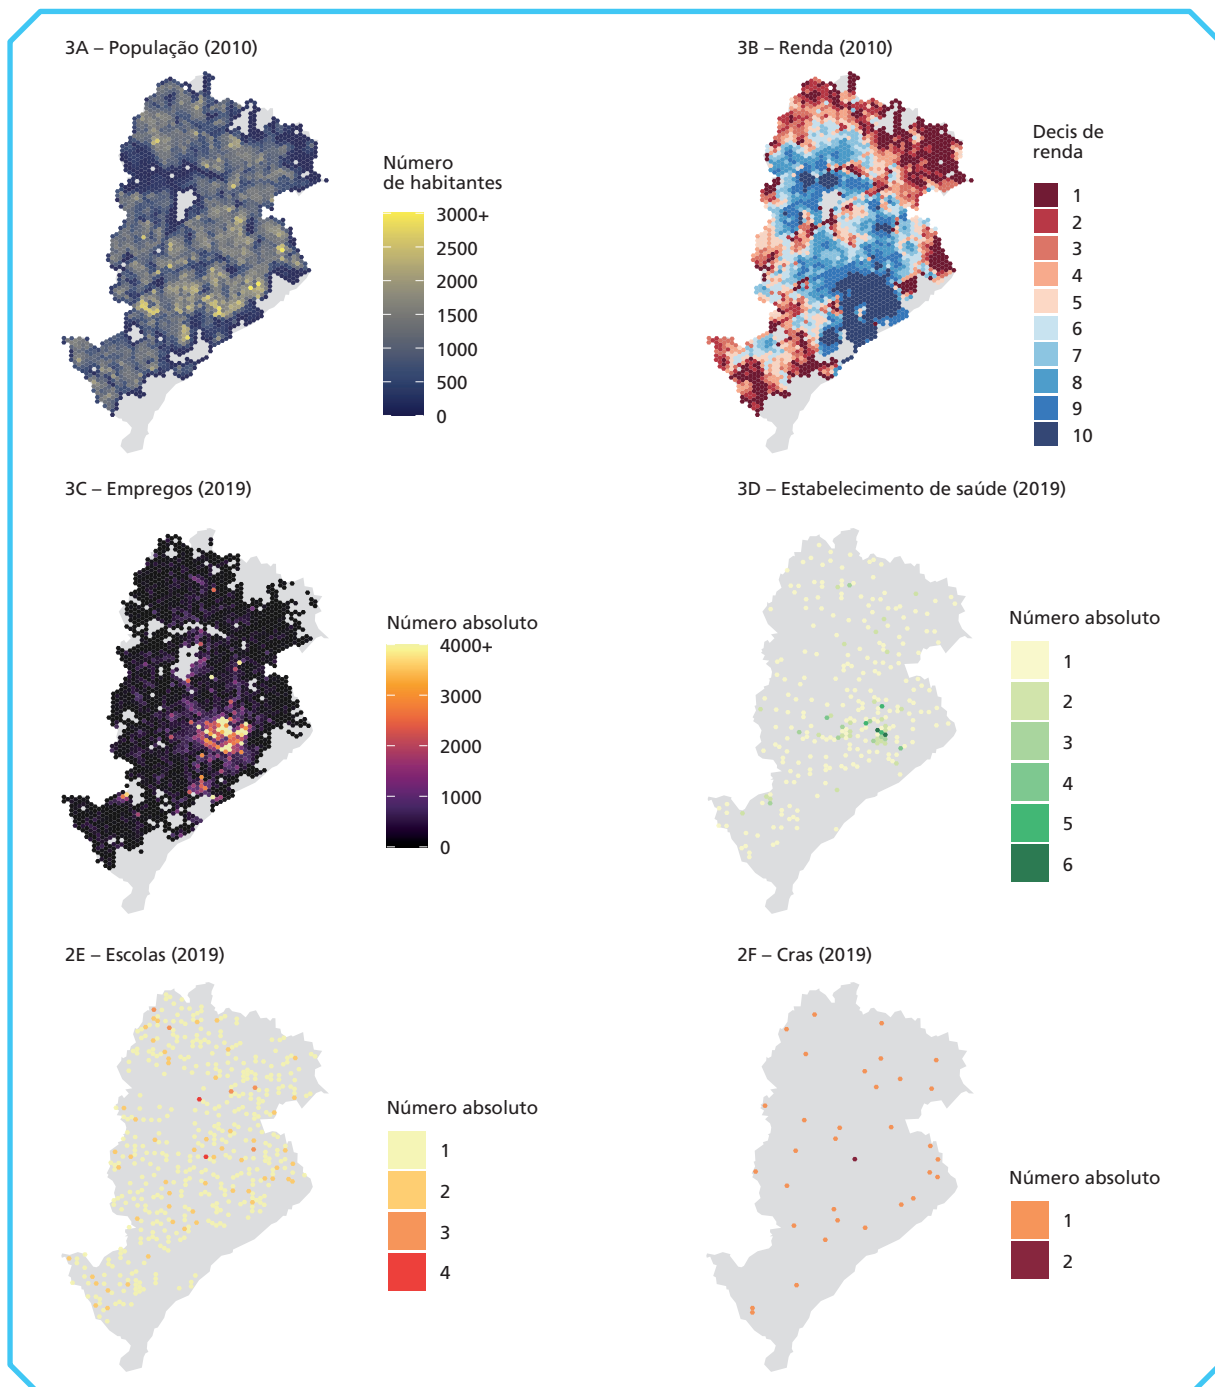 3A – População (2010)
Número
de habitantes
3000+
2500
2000
1500
1000
500
0
3B – Renda (2010)
Decis de
renda
1
2
3
4
5
6
7
8
9
10
3C – Empregos (2019)
Número absoluto
4000+
3000
2000
1000
0
3D – Estabelecimento de saúde (2019)
Número absoluto
1
2
3
4
5
6
2E – Escolas (2019)
Número absoluto
1
2
3
4
2F – Cras (2019)
Número absoluto
1
2